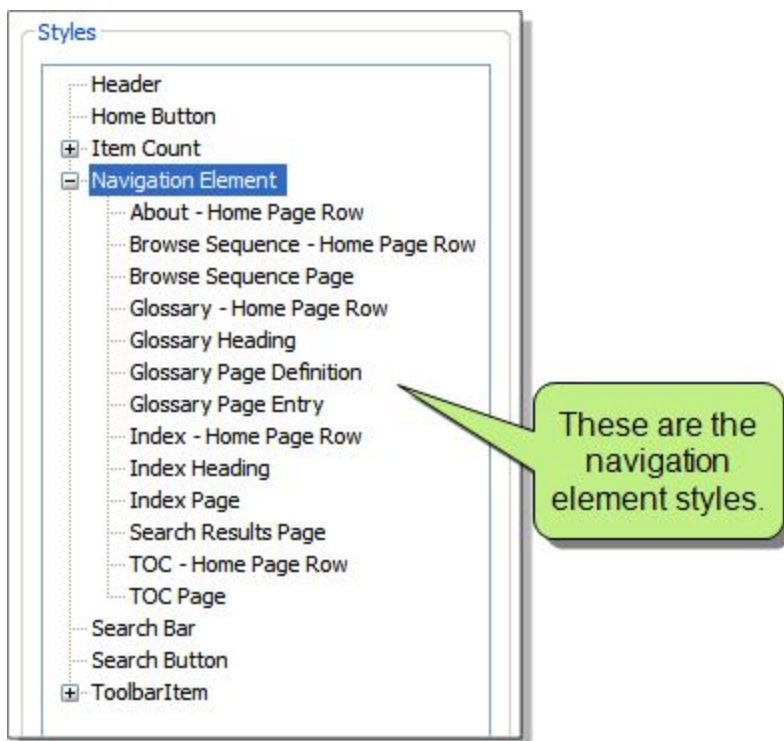 Styles
Header
Home Button
Item Count
Navigation Element
About - Home Page Row
Browse Sequence - Home Page Row
Browse Sequence Page
Glossary - Home Page Row
Glossary Heading
Glossary Page Definition
Glossary Page Entry
Index - Home Page Row
Index Heading
Index Page
Search Results Page
TOC - Home Page Row
TOC Page
Search Bar
Search Button
ToolbarItem
These are the
navigation
element styles.